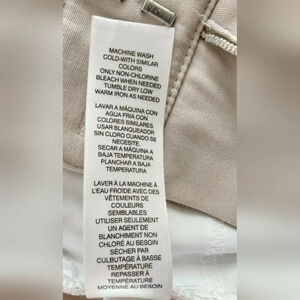 MACHINE WASH
COLD-WITH SIMILAR
COLORS
ONLY NON-CHLORINE
BLEACH WHEN NEEDED
TUMBLE DRY LOW
WARM IRON AS NEEDED
LAVAR A MÁQUINA CON
AGUA FRIA CON
COLORES SIMILARES.
USAR BLANQUEADOR
SIN CLORO CUANDO SE
NECESITE.
SECAR A MÁQUINA A
BAJA TEMPERATURA
PLANCHAR A BAJA
TEMPERATURA
LAVER À LA MACHINE À
L'EAU FROIDE AVEC DES
VÊTEMENTS DE
COULEURS
SEMBLABLES
UTILISER SEULEMENT
UN AGENT DE
BLANCHIMENT NON
CHLORÉ AU BESOIN
SÉCHER PAR
CULBUTAGE À BASSE
TEMPÉRATURE
REPASSER À
TEMPÉRATURE
MOYENNE AU BESOIN